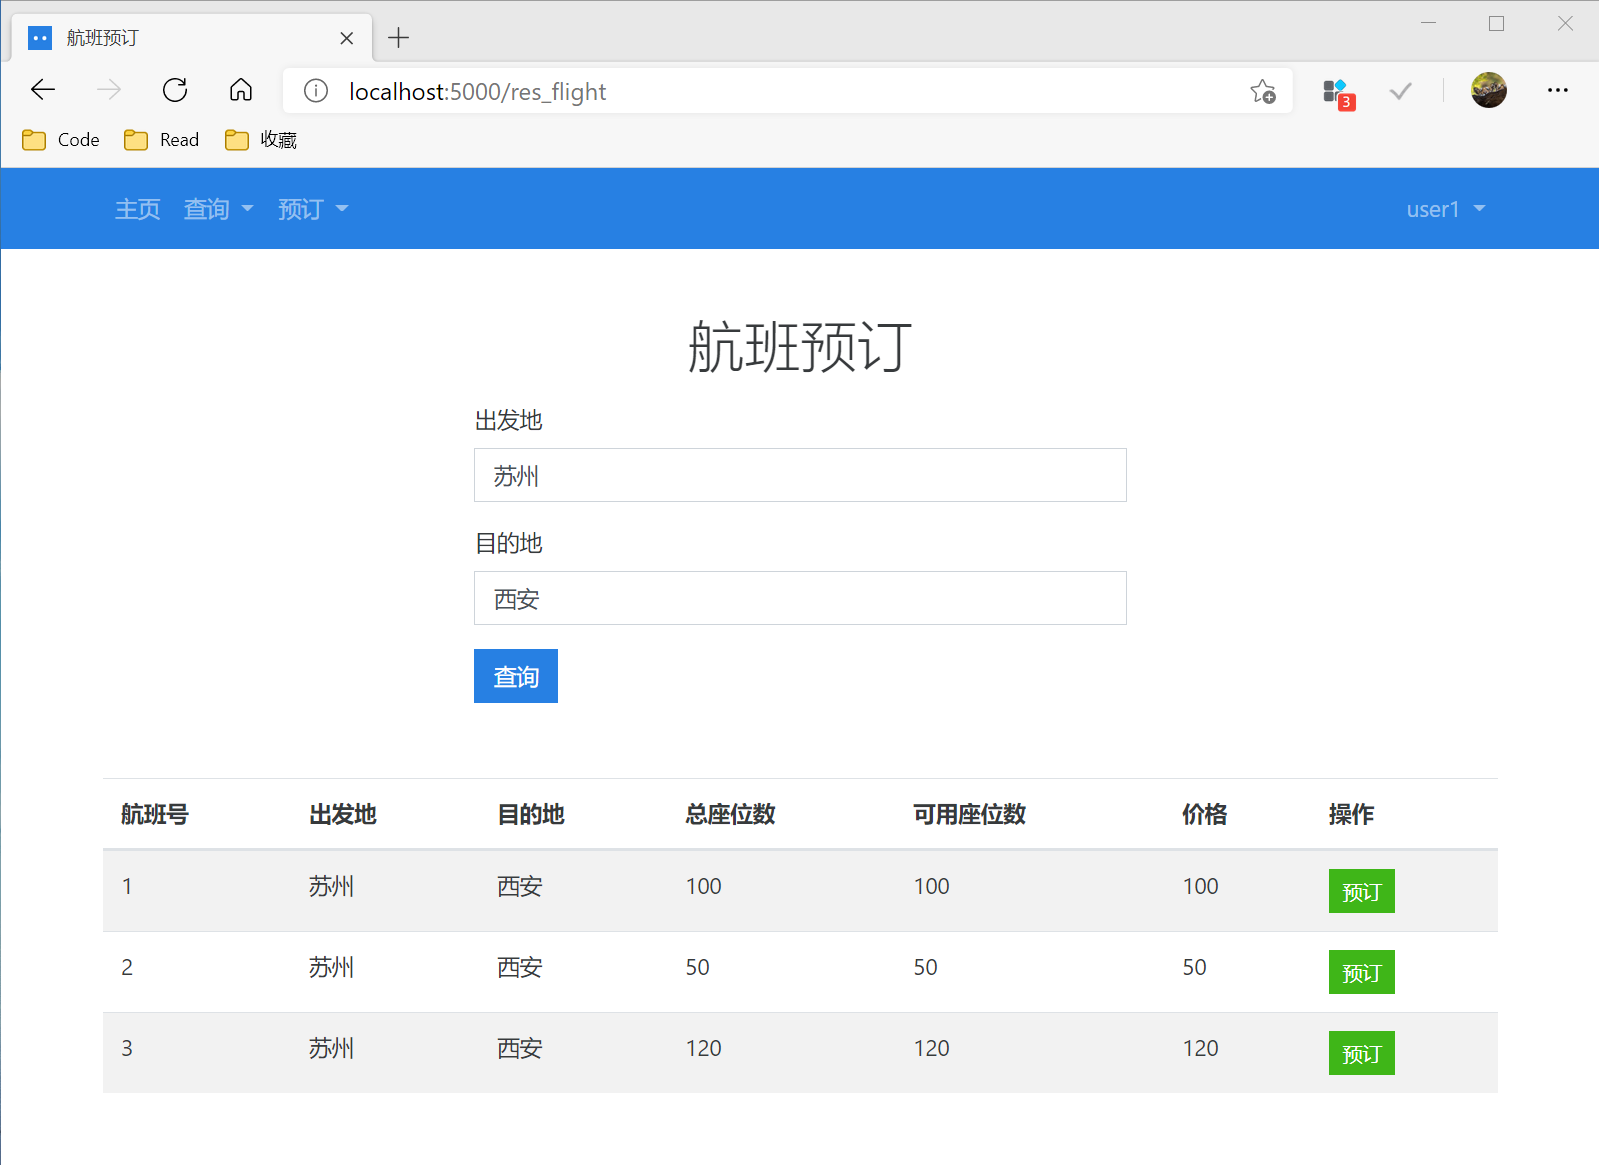 航班预订
localhost:5000/res_flight
3
Code Read 收藏
主页 查询 预订 user1
航班预订
出发地
苏州
目的地
西安
查询
航班号 出发地 目的地 总座位数 可用座位数 价格 操作
1 苏州 西安 100 100 100 预订
2 苏州 西安 50 50 50 预订
3 苏州 西安 120 120 120 预订